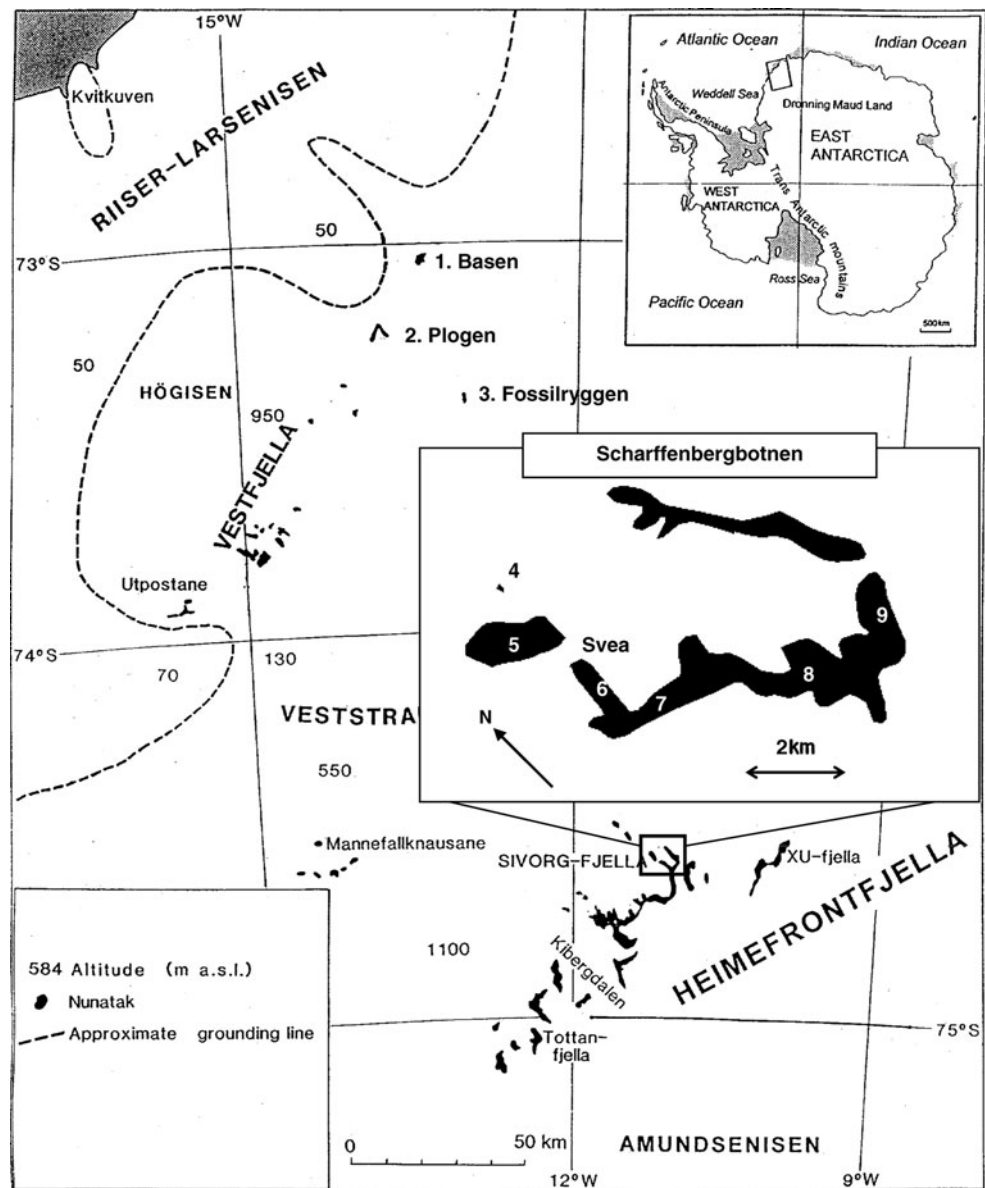 15°W
Kvitkuven
RIISER-LARSENISEN
50
73°S
1. Basen
2. Plogen
50
HÖGISEN
3. Fossilryggen
950
VESTFJELLA
Utpostane
74°S
70
130
VESTSTRA
550
Mannefallknausane
SIVORG-FJELLA
XU-fjella
HEIMEFRONTFJELLA
1100
Kibergdalen
75°S
Tottan-
fjella
0 50 km
AMUNDSENISEN
12°W
9°W
584 Altitude (m a.s.l.)
Nunatak
Approximate grounding line
Atlantic Ocean
Indian Ocean
Weddell Sea
Antarctic Peninsula
Dronning Maud Land
EAST
ANTARCTICA
WEST
ANTARCTICA
Trans Antarctic mountains
Ross Sea
Pacific Ocean
500km
Scharffenbergbotnen
4
5
Svea
6
7
8
9
N
2km